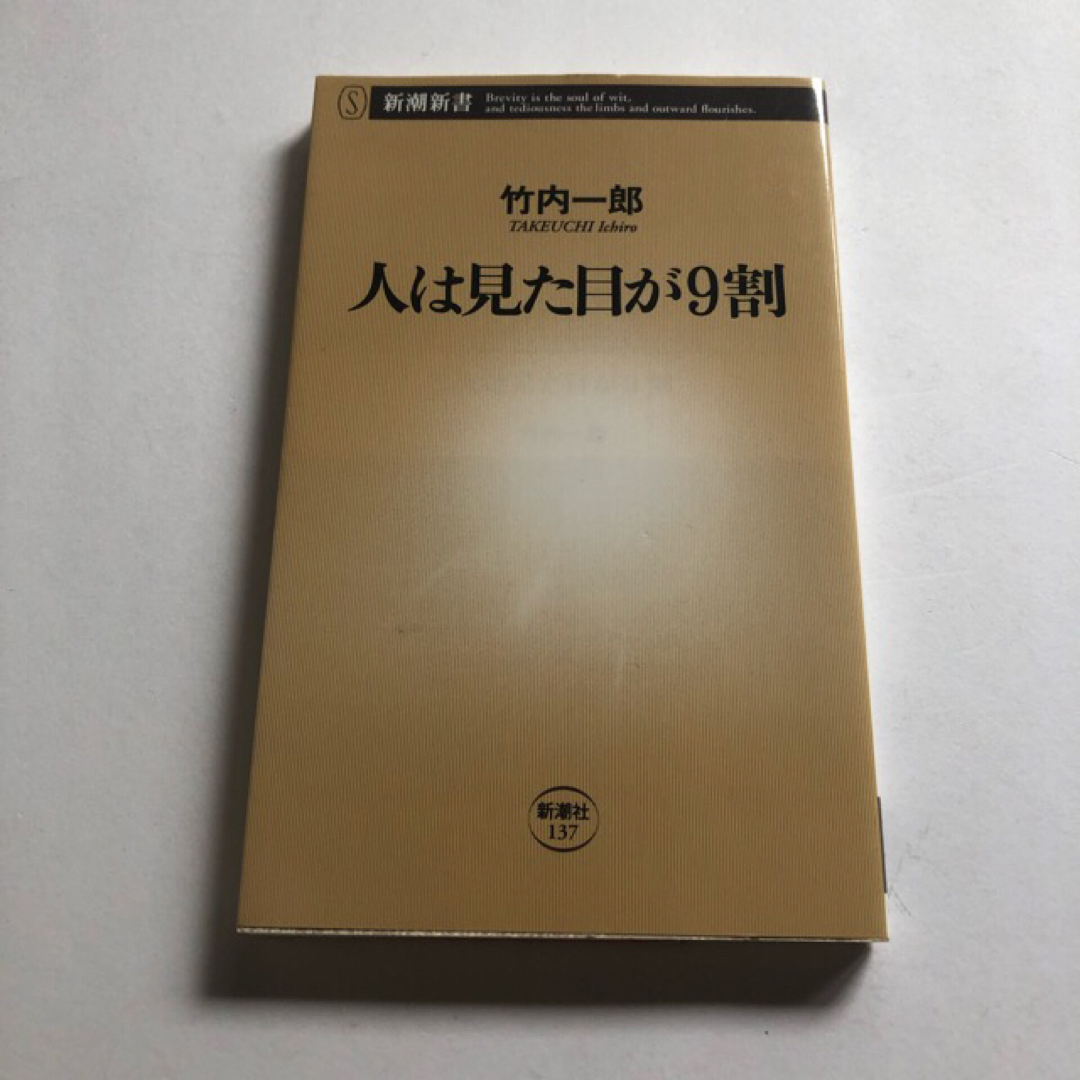 S 新潮新書
Brevity is the soul of wit,
and tediousness the limbs and outward flourishes.
竹内一郎
TAKEUCHI Ichiro
人は見た目が9割
新潮社
137